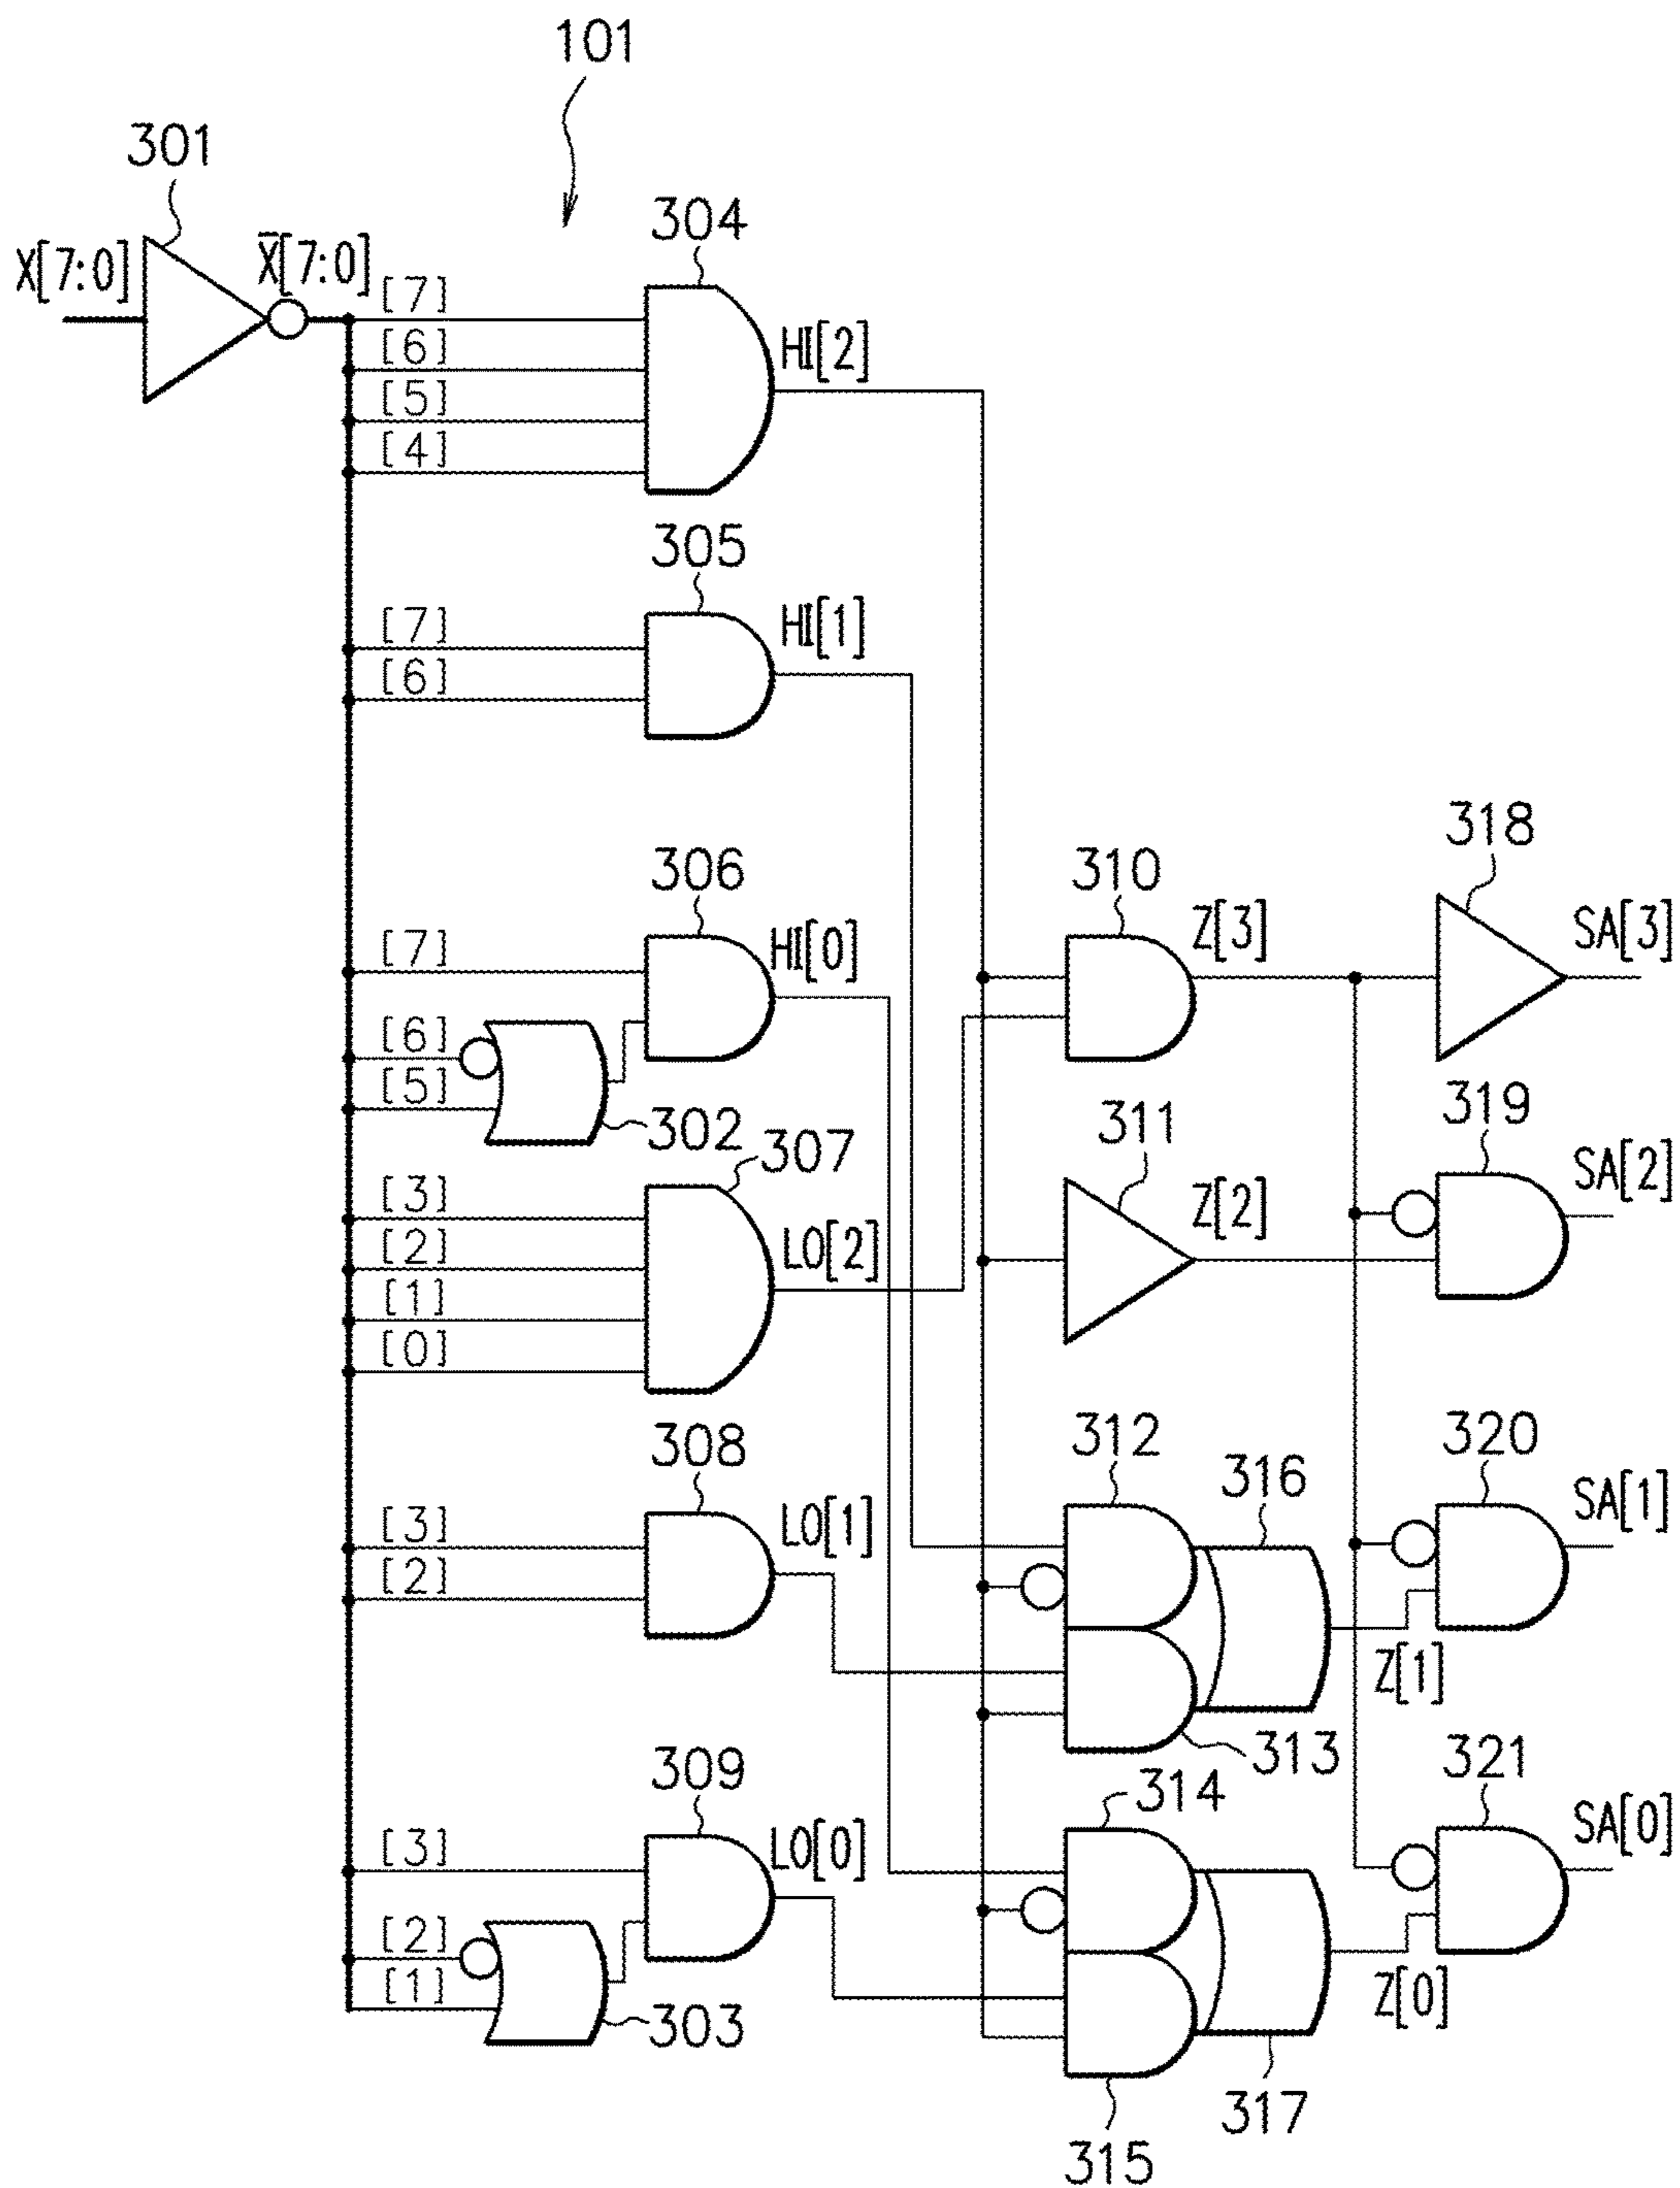 101
301
X[7:0]
X̅[7:0]
304
[7]
[6]
[5]
[4]
HI[2]
305
[7]
[6]
HI[1]
306
[7]
HI[0]
[6]
[5]
302
307
[3]
[2]
[1]
[0]
LO[2]
308
[3]
[2]
LO[1]
309
[3]
LO[0]
[2]
[1]
303
310
Z[3]
311
Z[2]
312
316
313
Z[1]
314
Z[0]
317
315
318
SA[3]
319
SA[2]
320
SA[1]
321
SA[0]